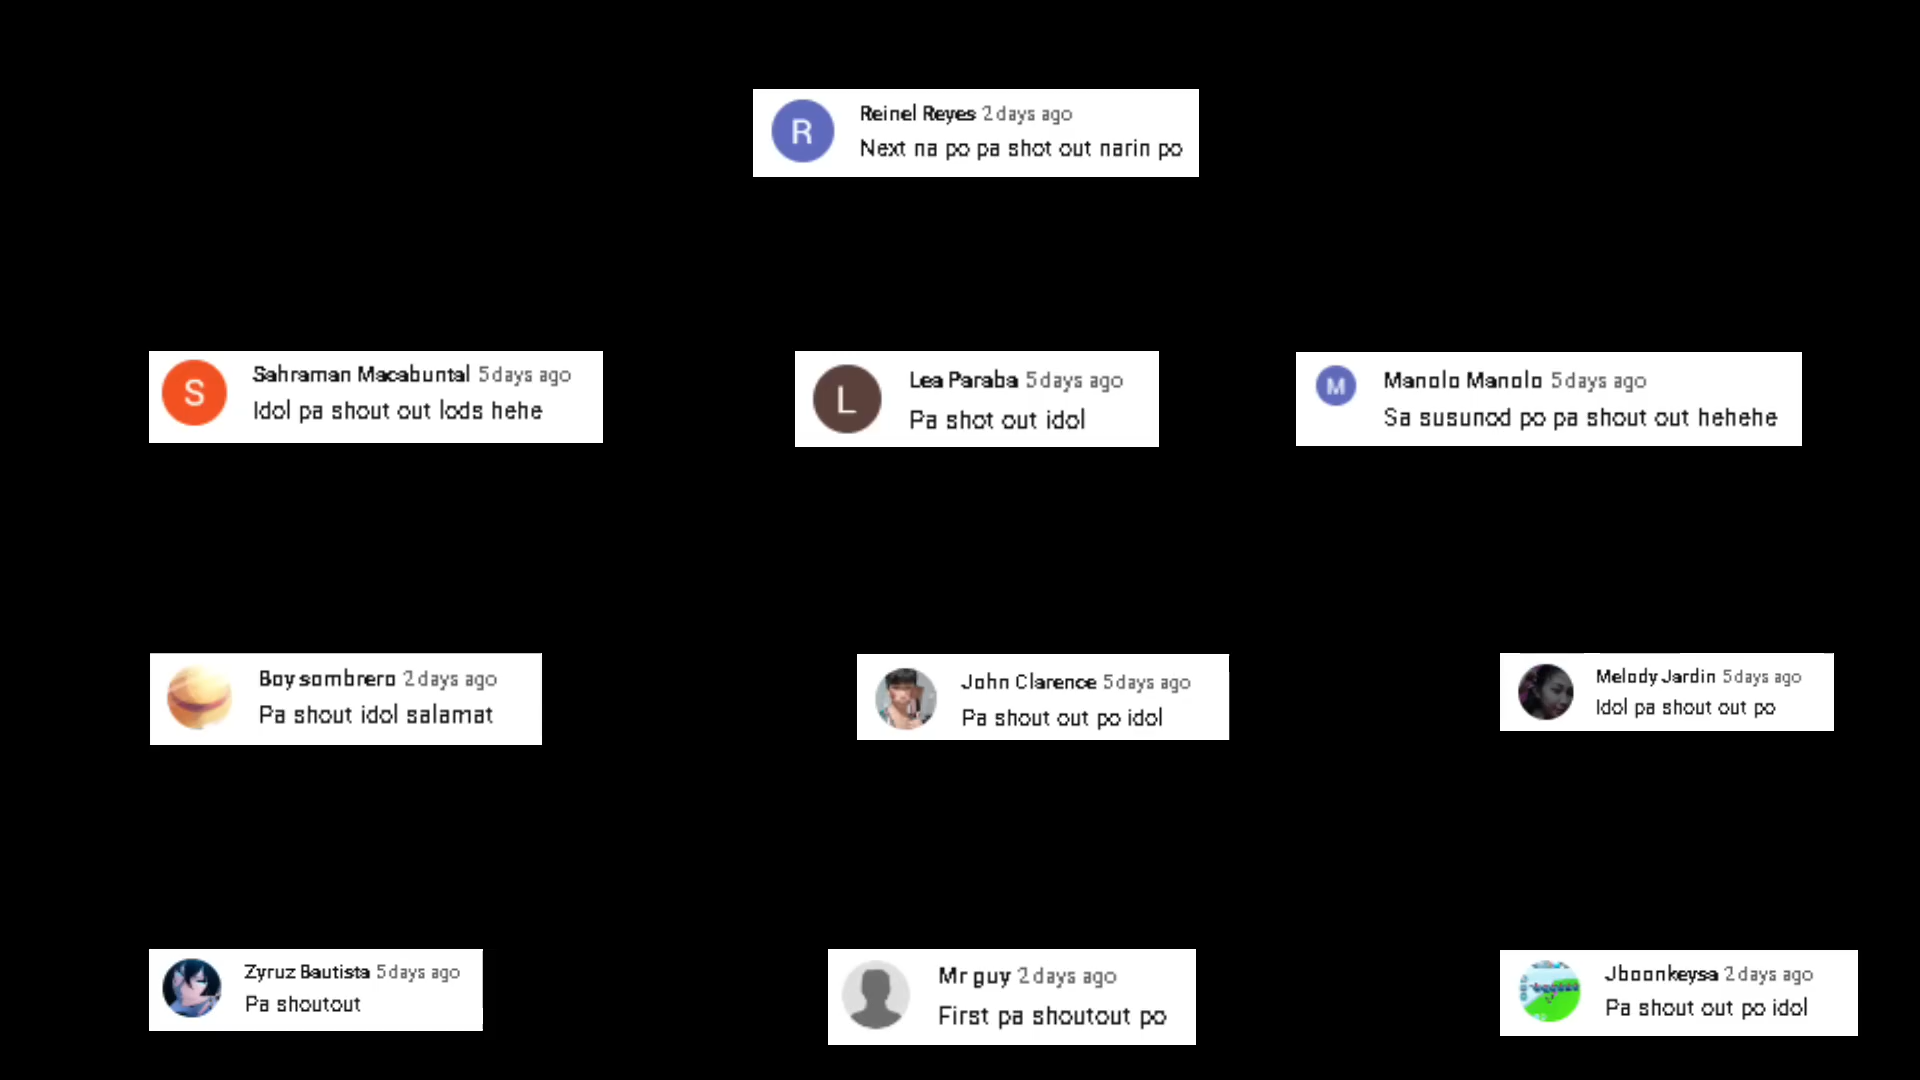 R
Reinel Reyes 2 days ago
Next na po pa shot out narin po
S
Sahraman Macabuntal 5 days ago
Idol pa shout out lods hehe
L
Lea Paraba 5 days ago
Pa shot out idol
M
Manolo Manolo 5 days ago
Sa susunod po pa shout out hehehe
Boy sombrero 2 days ago
Pa shout idol salamat
John Clarence 5 days ago
Pa shout out po idol
Melody Jardin 5 days ago
Idol pa shout out po
Zyruz Bautista 5 days ago
Pa shoutout
Mr guy 2 days ago
First pa shoutout po
Jboonkeysa 2 days ago
Pa shout out po idol